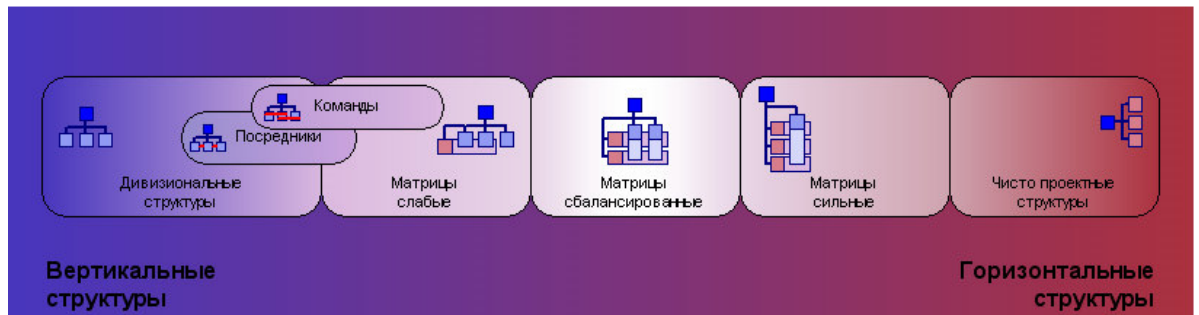 Команды
Посредники
Дивизиональные
структуры
Матрицы
слабые
Матрицы
сбалансированные
Матрицы
сильные
Чисто проектные
структуры
Вертикальные
структуры
Горизонтальные
структуры